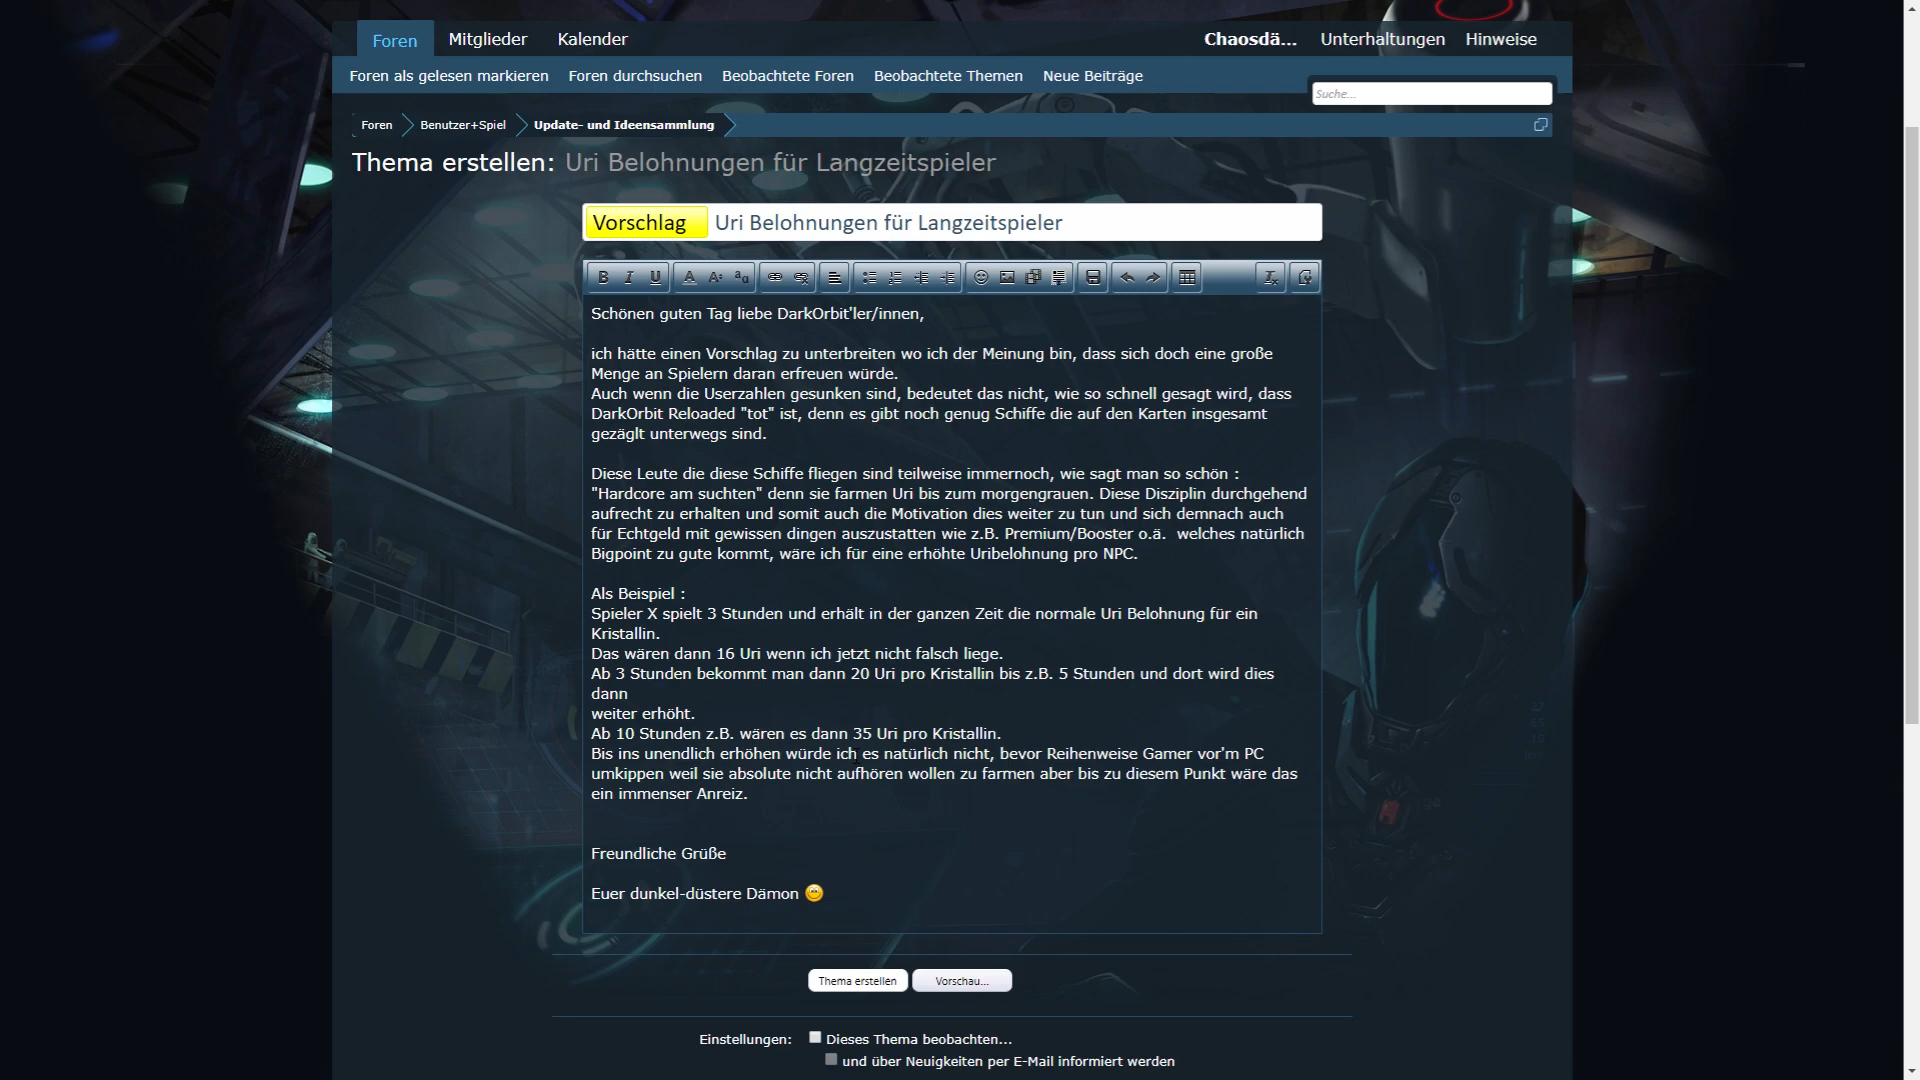 Foren Mitglieder Kalender Chaosdä... Unterhaltungen Hinweise
Foren als gelesen markieren Foren durchsuchen Beobachtete Foren Beobachtete Themen Neue Beiträge
Suche...
Foren Benutzer+Spiel Update- und Ideensammlung
Thema erstellen: Uri Belohnungen für Langzeitspieler
Vorschlag Uri Belohnungen für Langzeitspieler
Schönen guten Tag liebe DarkOrbit'ler/innen,
ich hätte einen Vorschlag zu unterbreiten wo ich der Meinung bin, dass sich doch eine große
Menge an Spielern daran erfreuen würde.
Auch wenn die Userzahlen gesunken sind, bedeutet das nicht, wie so schnell gesagt wird, dass
DarkOrbit Reloaded "tot" ist, denn es gibt noch genug Schiffe die auf den Karten insgesamt
gezäglt unterwegs sind.
Diese Leute die diese Schiffe fliegen sind teilweise immernoch, wie sagt man so schön :
"Hardcore am suchten" denn sie farmen Uri bis zum morgengrauen. Diese Disziplin durchgehend
aufrecht zu erhalten und somit auch die Motivation dies weiter zu tun und sich demnach auch
für Echtgeld mit gewissen dingen auszustatten wie z.B. Premium/Booster o.ä.  welches natürlich
Bigpoint zu gute kommt, wäre ich für eine erhöhte Uribelohnung pro NPC.
Als Beispiel :
Spieler X spielt 3 Stunden und erhält in der ganzen Zeit die normale Uri Belohnung für ein
Kristallin.
Das wären dann 16 Uri wenn ich jetzt nicht falsch liege.
Ab 3 Stunden bekommt man dann 20 Uri pro Kristallin bis z.B. 5 Stunden und dort wird dies
dann
weiter erhöht.
Ab 10 Stunden z.B. wären es dann 35 Uri pro Kristallin.
Bis ins unendlich erhöhen würde ich es natürlich nicht, bevor Reihenweise Gamer vor'm PC
umkippen weil sie absolute nicht aufhören wollen zu farmen aber bis zu diesem Punkt wäre das
ein immenser Anreiz.
Freundliche Grüße
Euer dunkel-düstere Dämon
Thema erstellen Vorschau...
Einstellungen: Dieses Thema beobachten...
und über Neuigkeiten per E-Mail informiert werden